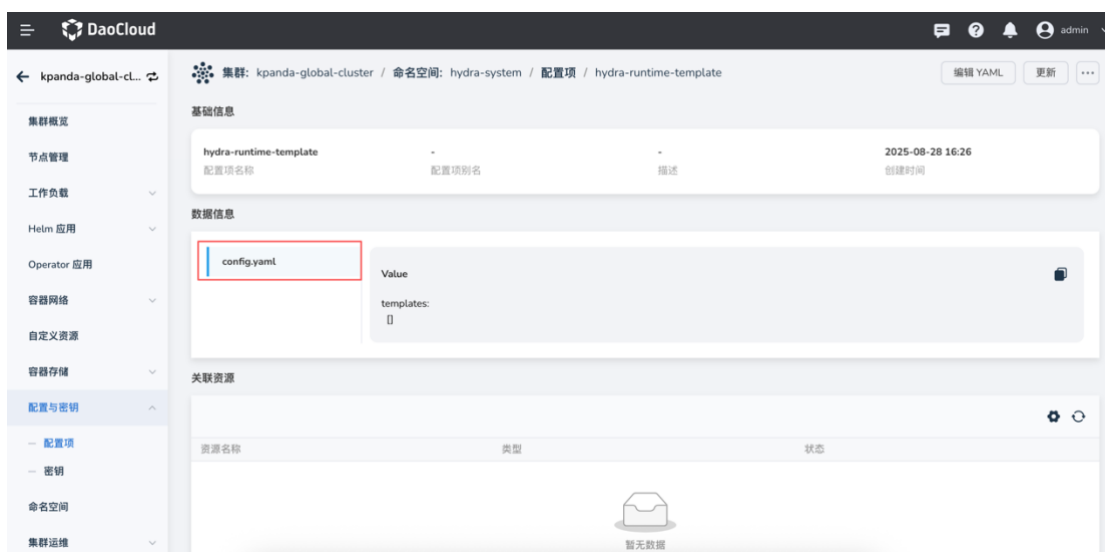 DaoCloud
admin
kpanda-global-cl...
集群: kpanda-global-cluster / 命名空间: hydra-system / 配置项 / hydra-runtime-template
编辑 YAML
更新
集群概览
节点管理
工作负载
Helm 应用
Operator 应用
容器网络
自定义资源
容器存储
配置与密钥
配置项
密钥
命名空间
集群运维
基础信息
hydra-runtime-template - - 2025-08-28 16:26
配置项名称 配置项别名 描述 创建时间
数据信息
config.yaml
Value
templates:
[]
关联资源
资源名称 类型 状态
暂无数据